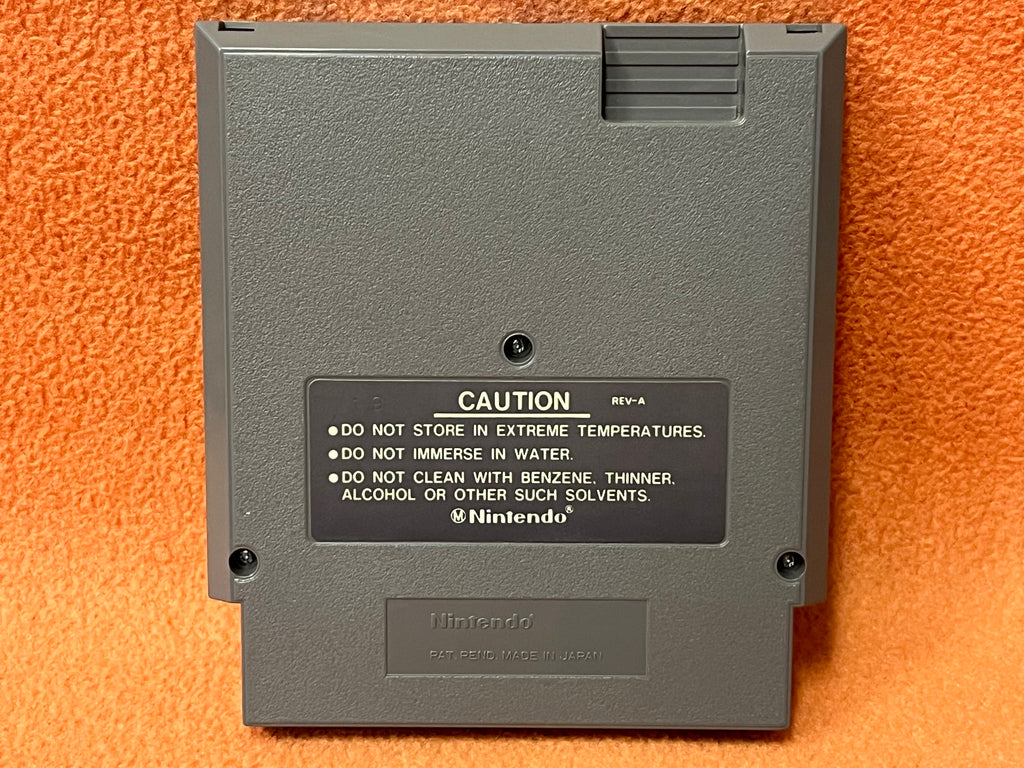 CAUTION REV-A
●DO NOT STORE IN EXTREME TEMPERATURES.
●DO NOT IMMERSE IN WATER.
●DO NOT CLEAN WITH BENZENE, THINNER,
ALCOHOL OR OTHER SUCH SOLVENTS.
Ⓜ Nintendo®
Nintendo
PAT. PEND. MADE IN JAPAN